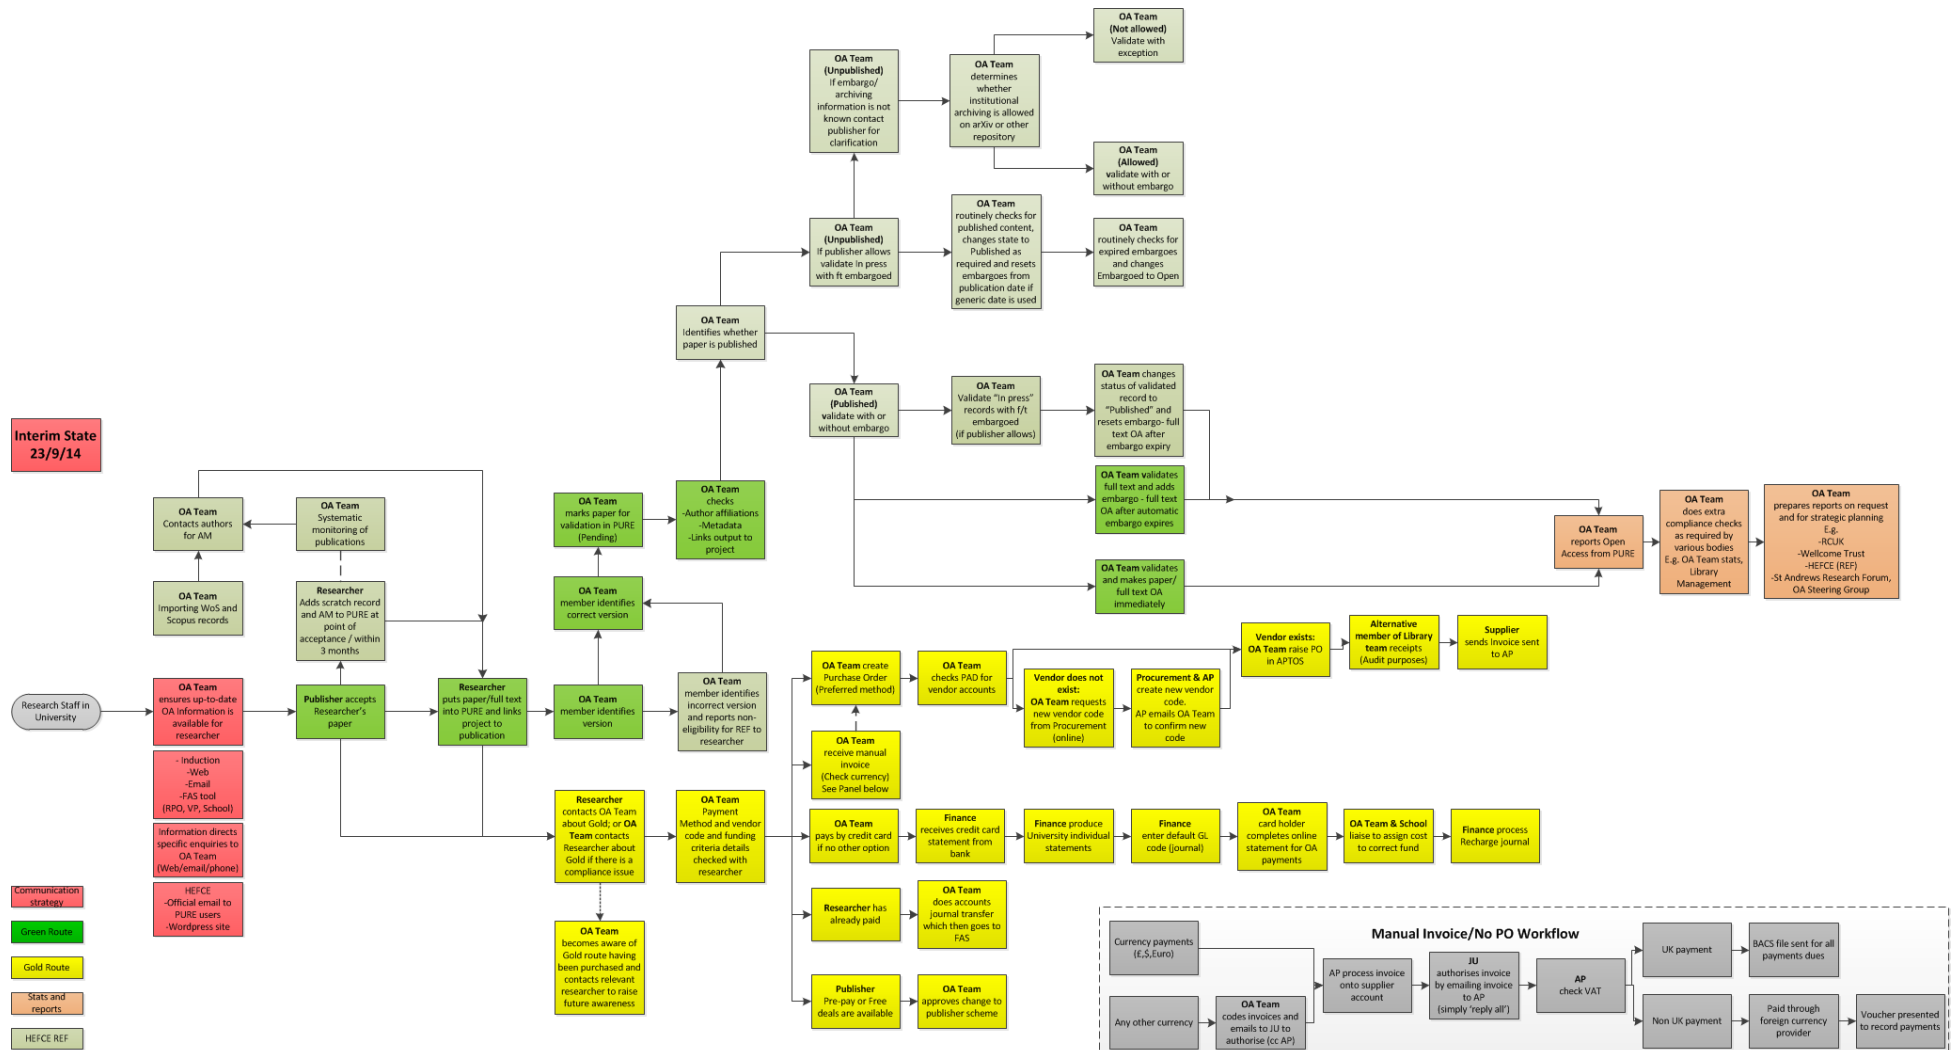 OA Team
(Not allowed)
Validate with
exception
OA Team
(Unpublished)
If embargo/
archiving
information is not
known contact
publisher for
clarification
OA Team
determines
whether
institutional
archiving is allowed
on arXiv or other
repository
OA Team
(Allowed)
validate with or
without embargo
OA Team
(Unpublished)
If publisher allows
validate In press
with ft embargoed
OA Team
routinely checks for
published content,
changes state to
Published as
required and resets
embargoes from
publication date if
generic date is used
OA Team
routinely checks for
expired embargoes
and changes
Embargoed to Open
OA Team
Identifies whether
paper is published
OA Team
(Published)
validate with or
without embargo
OA Team
Validate “In press”
records with f/t
embargoed
(if publisher allows)
OA Team changes
status of validated
record to
“Published” and
resets embargo- full
text OA after
embargo expiry
Interim State
23/9/14
OA Team
Contacts authors
for AM
OA Team
Systematic
monitoring of
publications
OA Team
marks paper for
validation in PURE
(Pending)
OA Team
checks
-Author affiliations
-Metadata
-Links output to
project
OA Team validates
full text and adds
embargo - full text
OA after automatic
embargo expires
OA Team
reports Open
Access from PURE
OA Team
does extra
compliance checks
as required by
various bodies
E.g. OA Team stats,
Library
Management
OA Team
prepares reports on request
and for strategic planning
E.g.
-RCUK
-Wellcome Trust
-HEFCE (REF)
-St Andrews Research Forum,
OA Steering Group
OA Team
Importing WoS and
Scopus records
Researcher
Adds scratch record
and AM to PURE at
point of
acceptance / within
3 months
OA Team
member identifies
correct version
OA Team validates
and makes paper/
full text OA
immediately
Research Staff in
University
OA Team
ensures up-to-date
OA Information is
available for
researcher
Publisher accepts
Researcher's
paper
Researcher
puts paper/full text
into PURE and links
project to
publication
OA Team
member identifies
version
OA Team
member identifies
incorrect version
and reports non-
eligibility for REF to
researcher
OA Team create
Purchase Order
(Preferred method)
OA Team
checks PAD for
vendor accounts
Vendor does not
exist:
OA Team requests
new vendor code
from Procurement
(online)
Procurement & AP
create new vendor
code.
AP emails OA Team
to confirm new
code
Vendor exists:
OA Team raise PO
in APTOS
Alternative
member of Library
team receipts
(Audit purposes)
Supplier
sends Invoice sent
to AP
- Induction
-Web
-Email
-FAS tool
(RPO, VP, School)
OA Team
receive manual
invoice
(Check currency)
See Panel below
Information directs
specific enquiries to
OA Team
(Web/email/phone)
HEFCE
-Official email to
PURE users
-Wordpress site
Researcher
contacts OA Team
about Gold; or OA
Team contacts
Researcher about
Gold if there is a
compliance issue
OA Team
Payment
Method and vendor
code and funding
criteria details
checked with
researcher
OA Team
pays by credit card
if no other option
Finance
receives credit card
statement from
bank
Finance produce
University individual
statements
Finance
enter default GL
code (journal)
OA Team
card holder
completes online
statement for OA
payments
OA Team & School
liaise to assign cost
to correct fund
Finance process
Recharge journal
OA Team
becomes aware of
Gold route having
been purchased and
contacts relevant
researcher to raise
future awareness
Researcher has
already paid
OA Team
does accounts
journal transfer
which then goes to
FAS
Publisher
Pre-pay or Free
deals are available
OA Team
approves change to
publisher scheme
Communication
strategy
Green Route
Gold Route
Stats and
reports
HEFCE REF
Manual Invoice/No PO Workflow
Currency payments
(£,$,Euro)
Any other currency
OA Team
codes invoices and
emails to JU to
authorise (cc AP)
AP process invoice
onto supplier
account
JU
authorises invoice
by emailing invoice
to AP
(simply ‘reply all’)
AP
check VAT
UK payment
BACS file sent for all
payments dues
Non UK payment
Paid through
foreign currency
provider
Voucher presented
to record payments